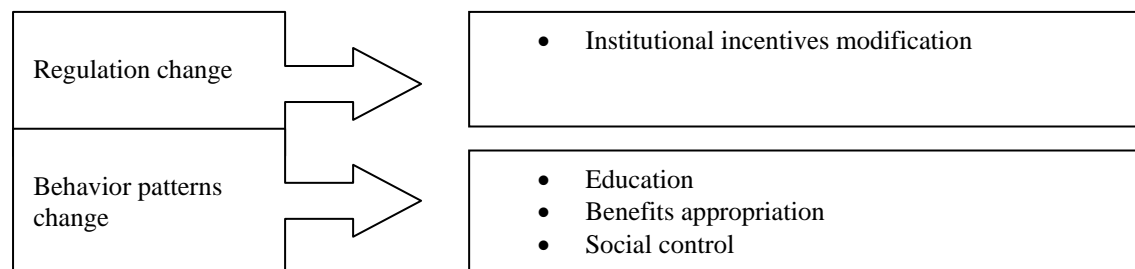 Regulation change
• Institutional incentives modification
Behavior patterns
change
• Education
• Benefits appropriation
• Social control